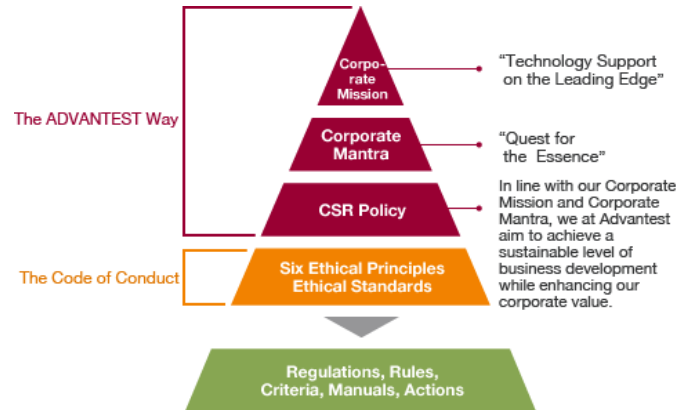 Corpo-
rate
Mission
“Technology Support
on the Leading Edge”
The ADVANTEST Way
Corporate
Mantra
“Quest for
the Essence”
CSR Policy
In line with our Corporate
Mission and Corporate
Mantra, we at Advantest
aim to achieve a
sustainable level of
business development
while enhancing our
corporate value.
The Code of Conduct
Six Ethical Principles
Ethical Standards
Regulations, Rules,
Criteria, Manuals, Actions